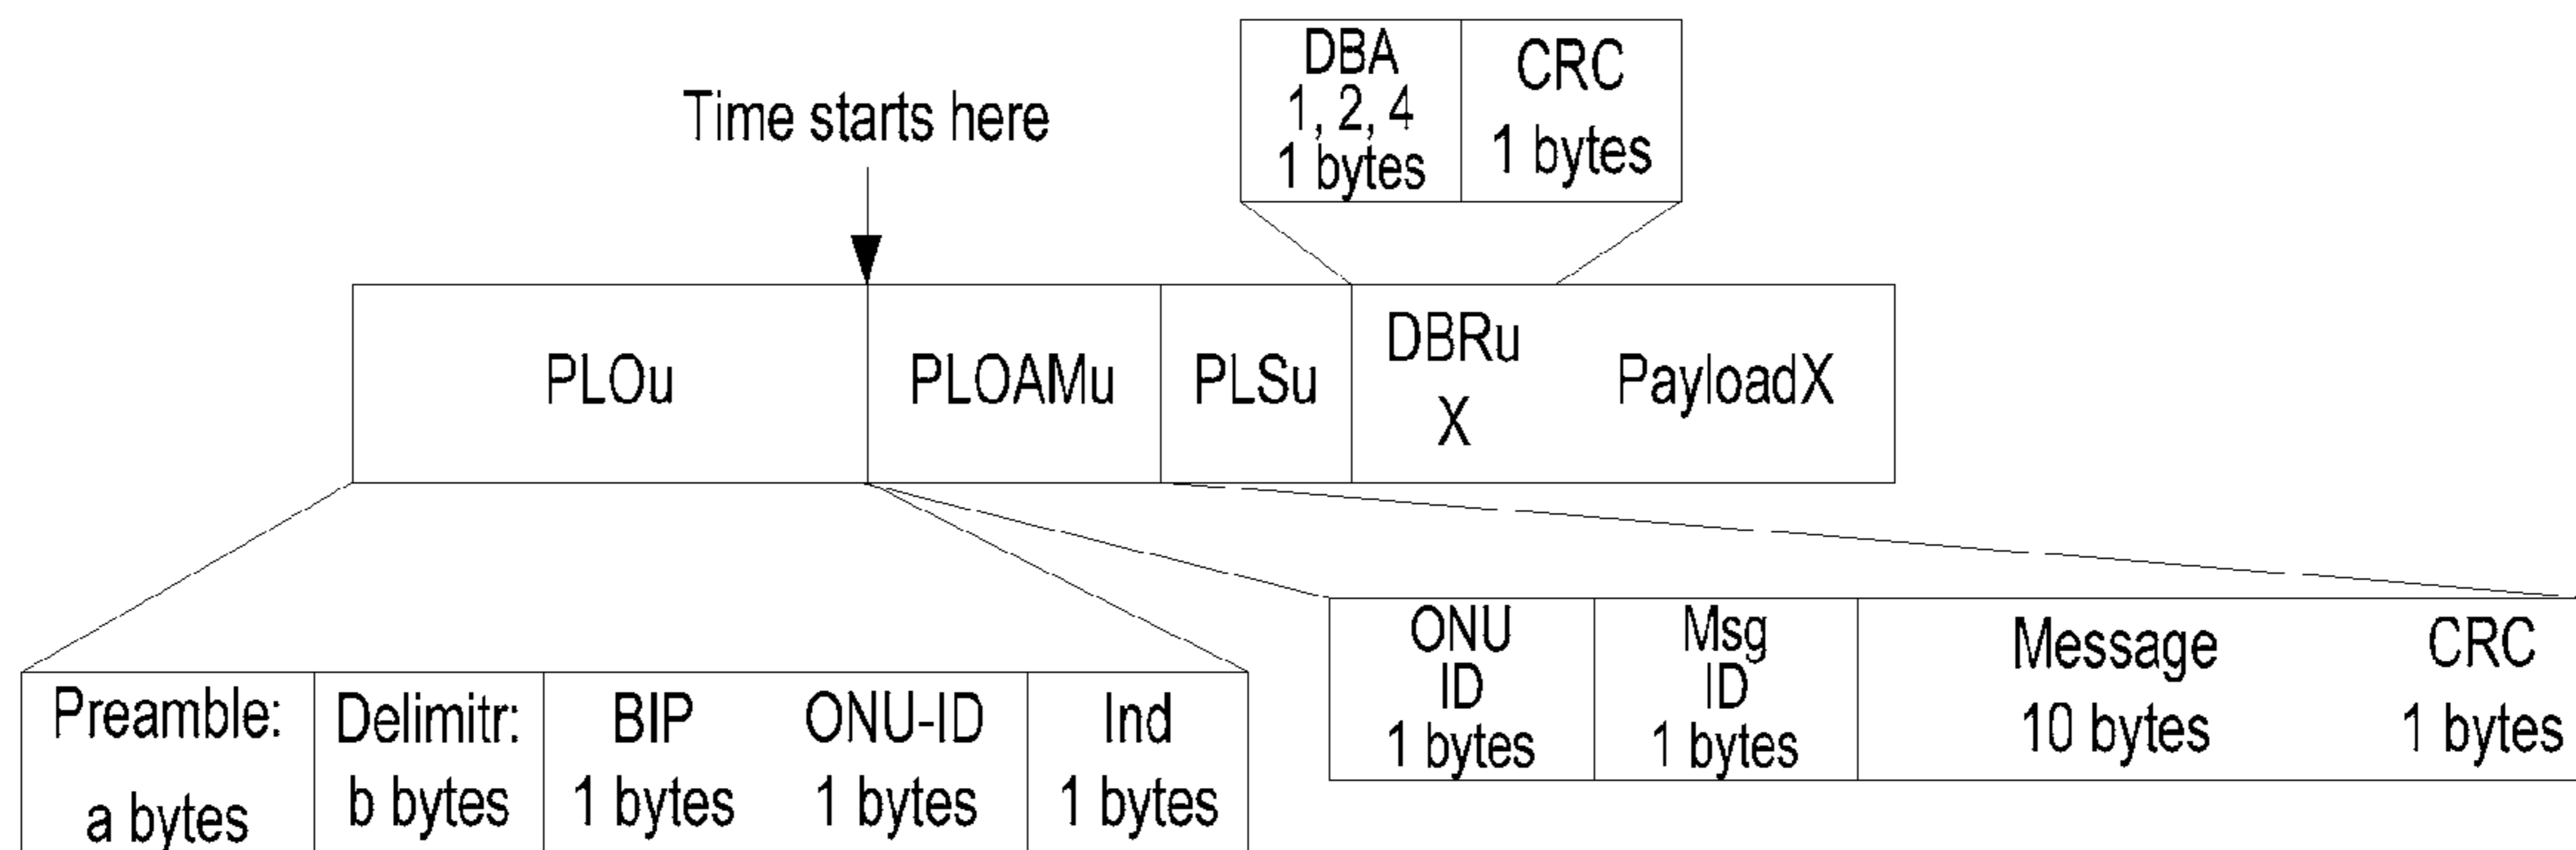 DBA
1, 2, 4
1 bytes
CRC
1 bytes
Time starts here
PLOu
PLOAMu
PLSu
DBRu
X
PayloadX
ONU
ID
1 bytes
Msg
ID
1 bytes
Message
10 bytes
CRC
1 bytes
Preamble:
a bytes
Delimitr:
b bytes
BIP
1 bytes
ONU-ID
1 bytes
Ind
1 bytes